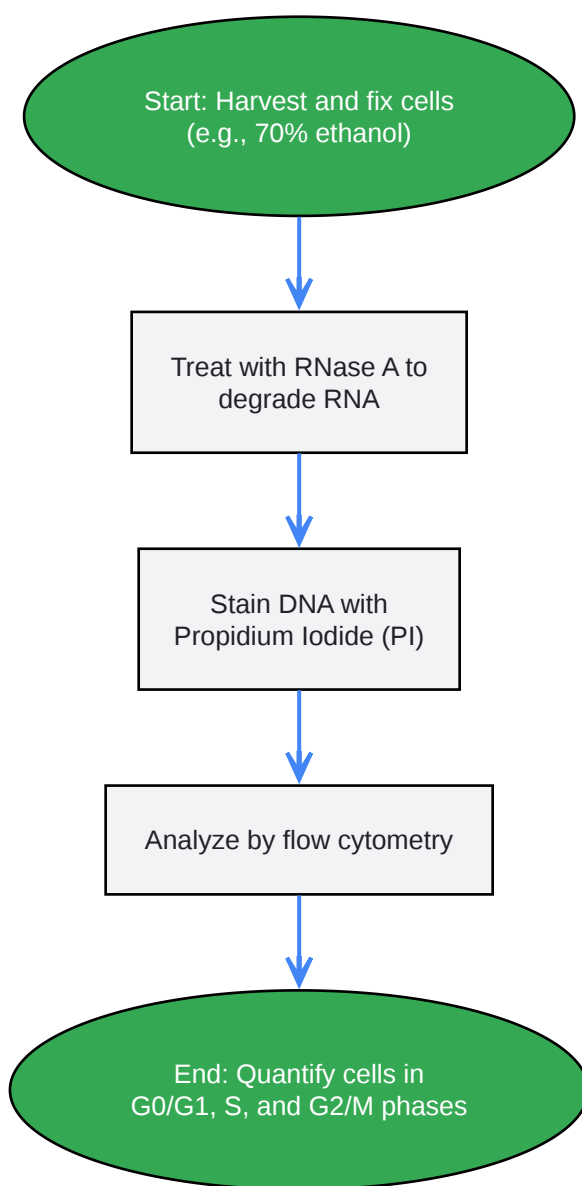 Start: Harvest and fix cells
(e.g., 70% ethanol)
Treat with RNase A to
degrade RNA
Stain DNA with
Propidium Iodide (PI)
Analyze by flow cytometry
End: Quantify cells in
G0/G1, S, and G2/M phases